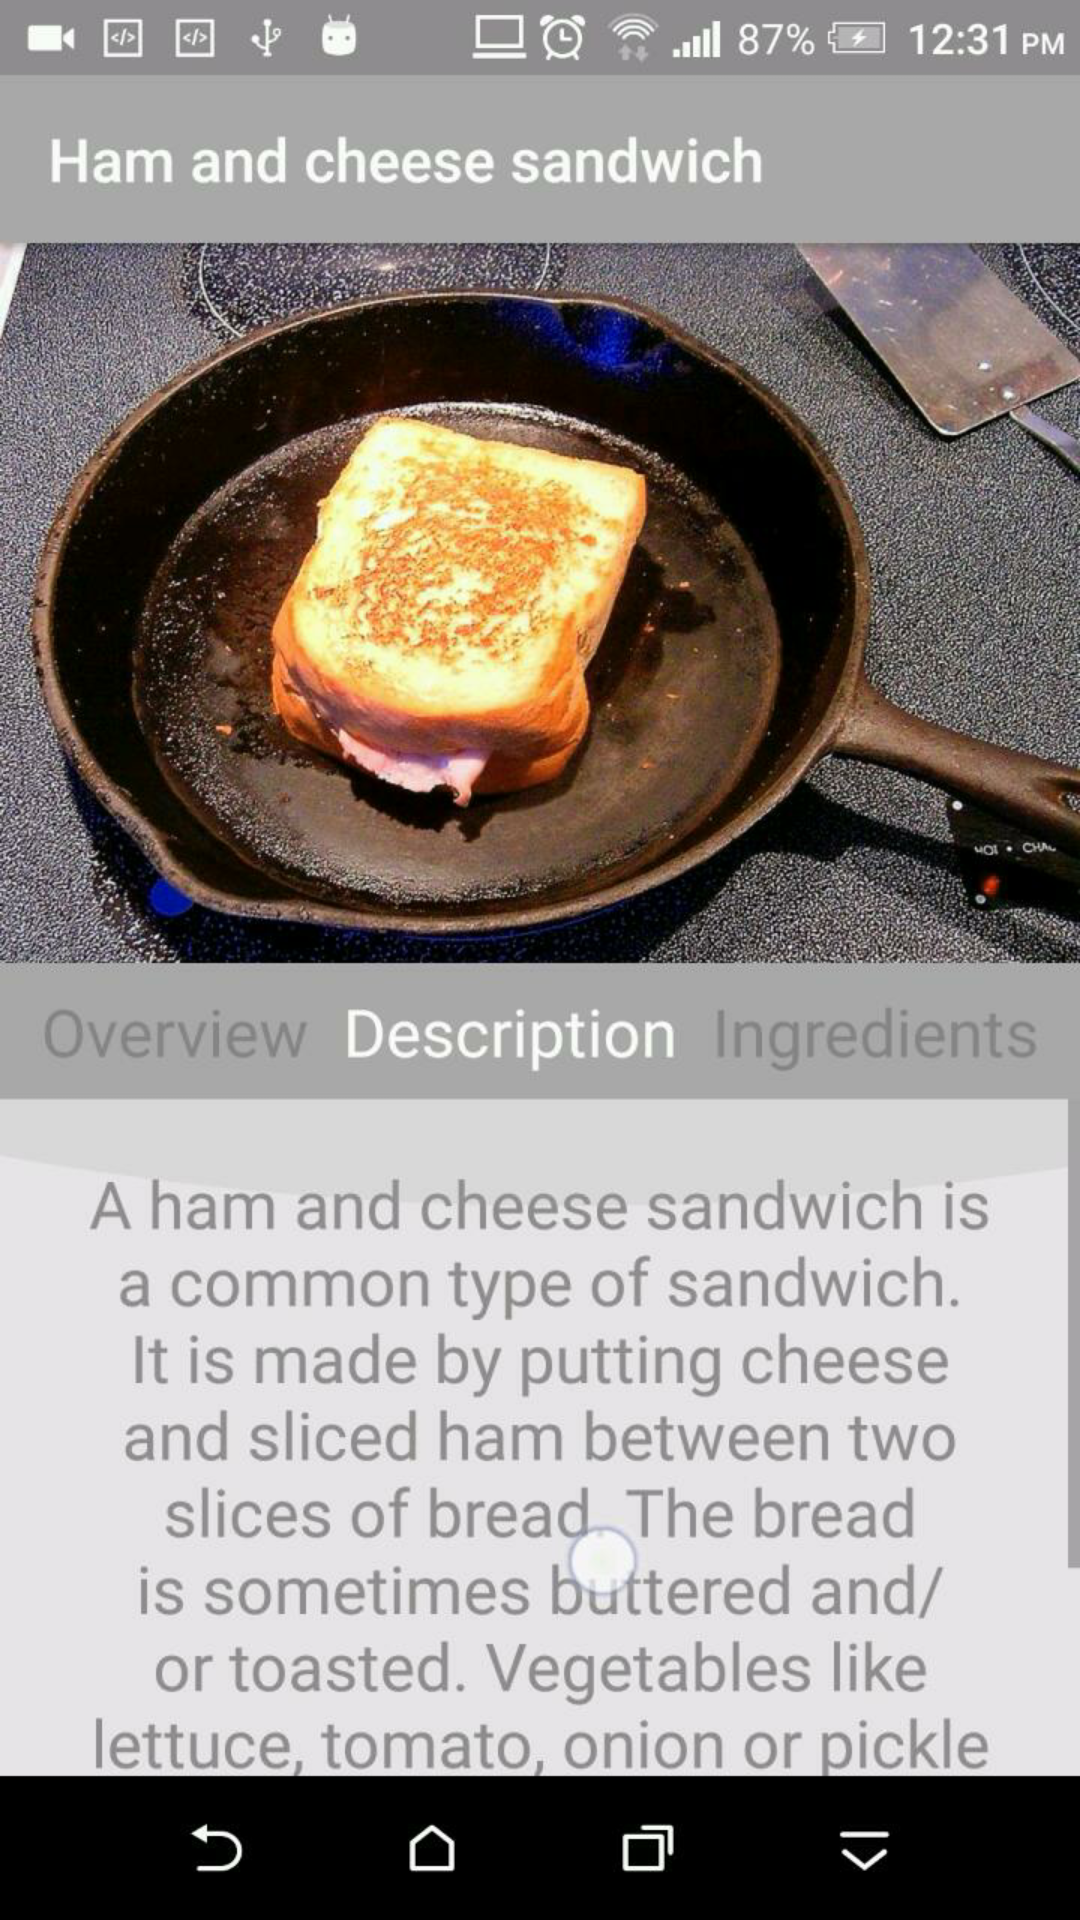 87% 12:31 PM
Ham and cheese sandwich
HOT • CHA
Overview Description Ingredients
A ham and cheese sandwich is
a common type of sandwich.
It is made by putting cheese
and sliced ham between two
slices of bread. The bread
is sometimes buttered and/
or toasted. Vegetables like
lettuce, tomato, onion or pickle